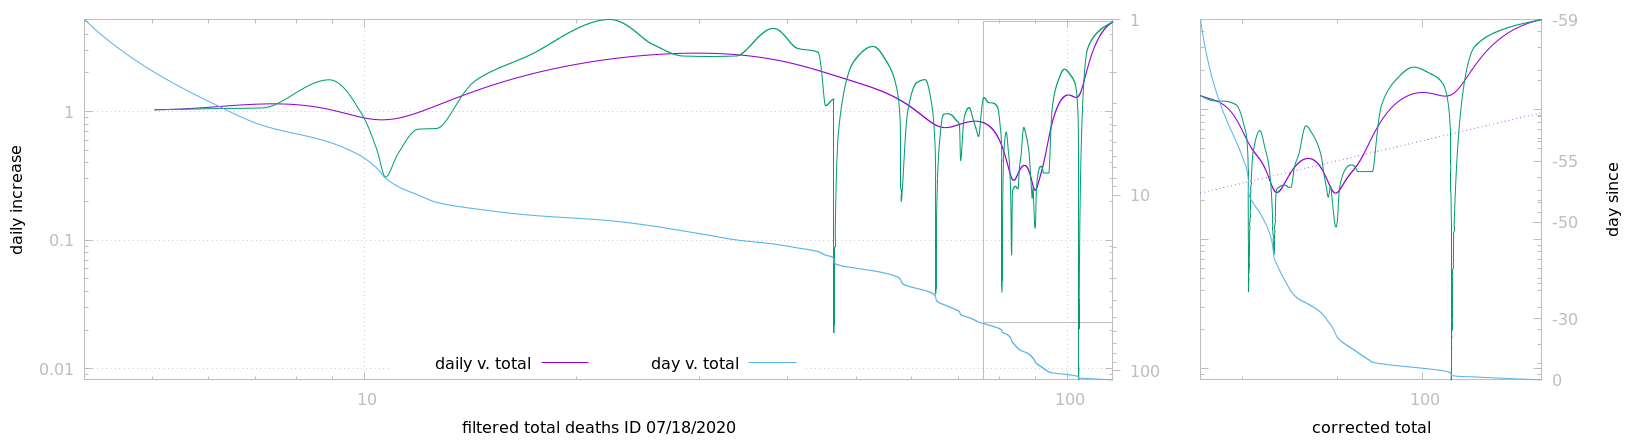 daily increase
1
0.1
0.01
10
100
filtered total deaths ID 07/18/2020
daily v. total
day v. total
1
10
100
100
corrected total
-59
-55
-50
-30
0
day since